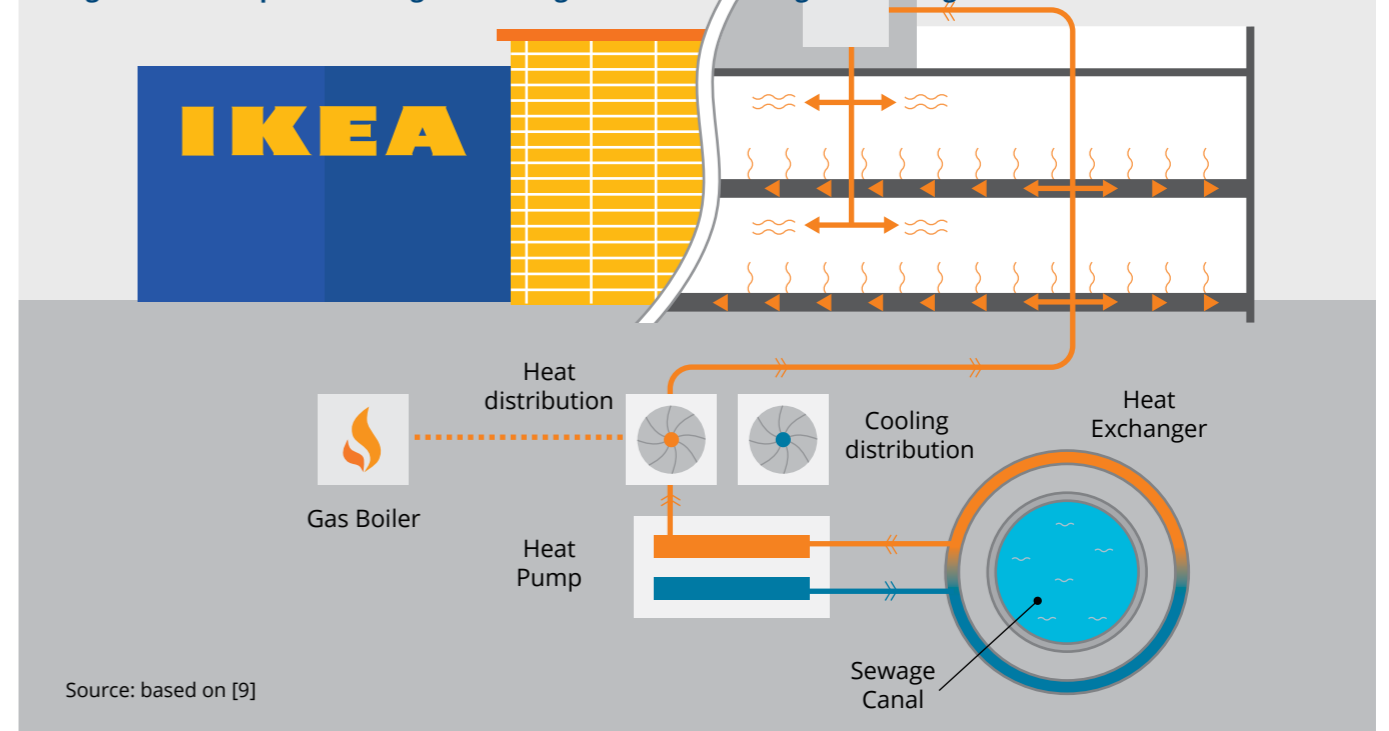 IKEA
Heat
distribution
Cooling
distribution
Heat
Exchanger
Gas Boiler
Heat
Pump
Sewage
Canal
Source: based on [9]